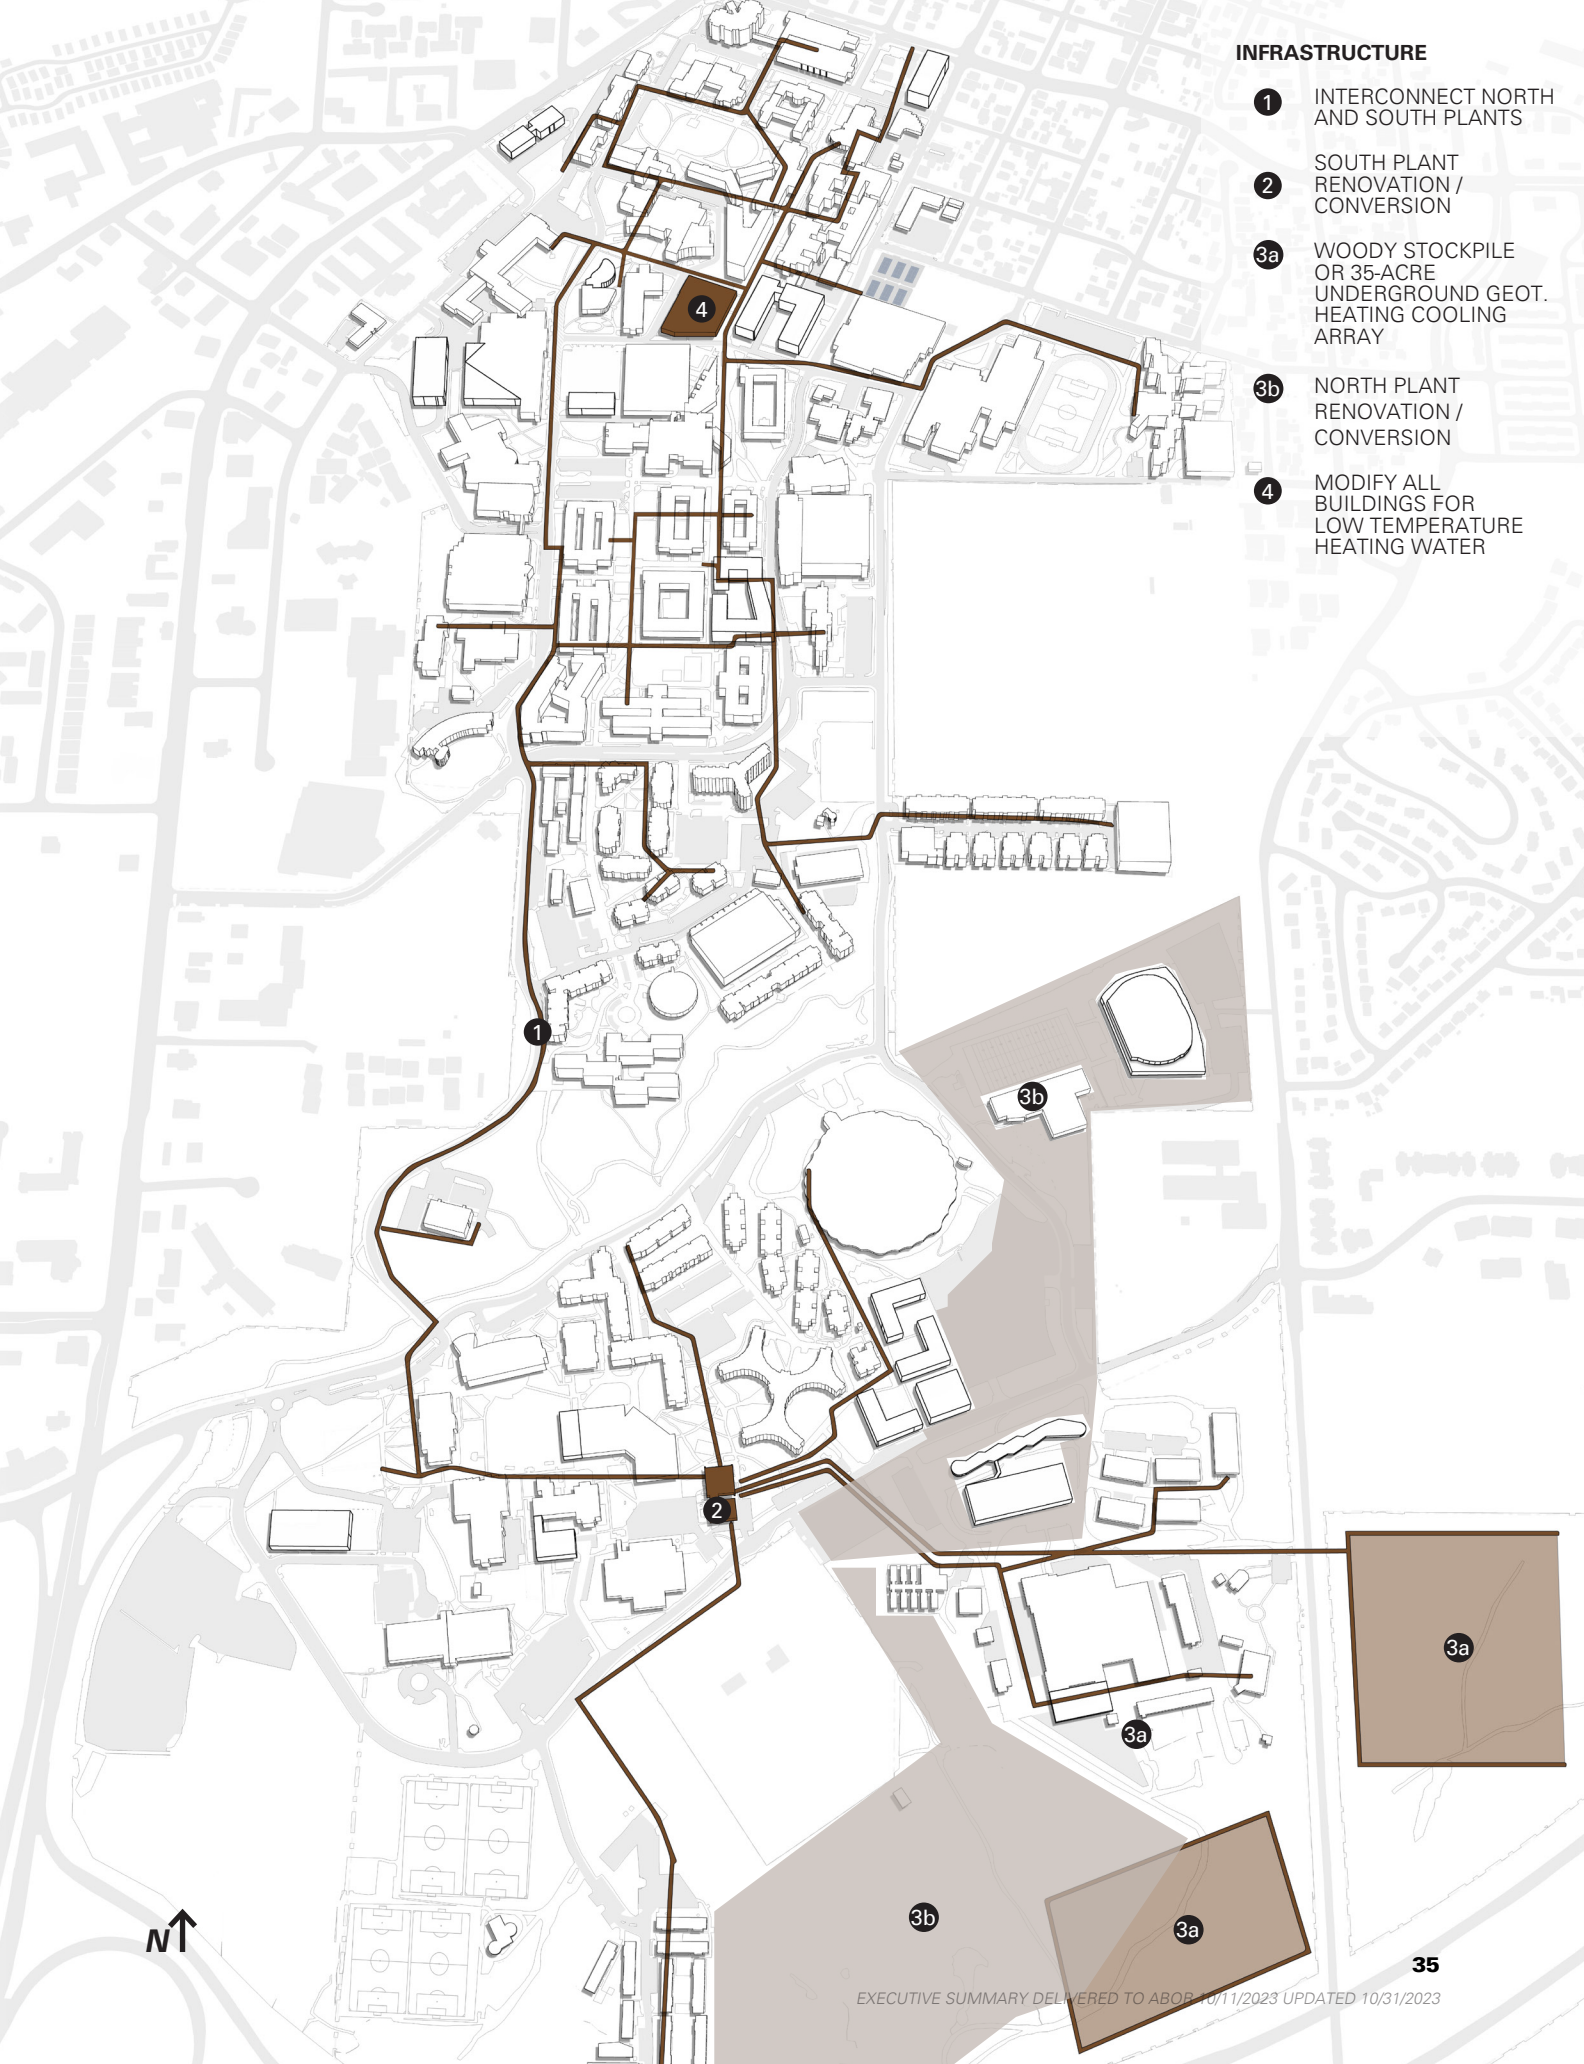 INFRASTRUCTURE
1 INTERCONNECT NORTH
AND SOUTH PLANTS
2 SOUTH PLANT
RENOVATION /
CONVERSION
3a WOODY STOCKPILE
OR 35-ACRE
UNDERGROUND GEOT.
HEATING COOLING
ARRAY
3b NORTH PLANT
RENOVATION /
CONVERSION
4 MODIFY ALL
BUILDINGS FOR
LOW TEMPERATURE
HEATING WATER
4
1
3b
2
3a
3a
3b
3a
N
35
EXECUTIVE SUMMARY DELIVERED TO ABOR 10/11/2023 UPDATED 10/31/2023